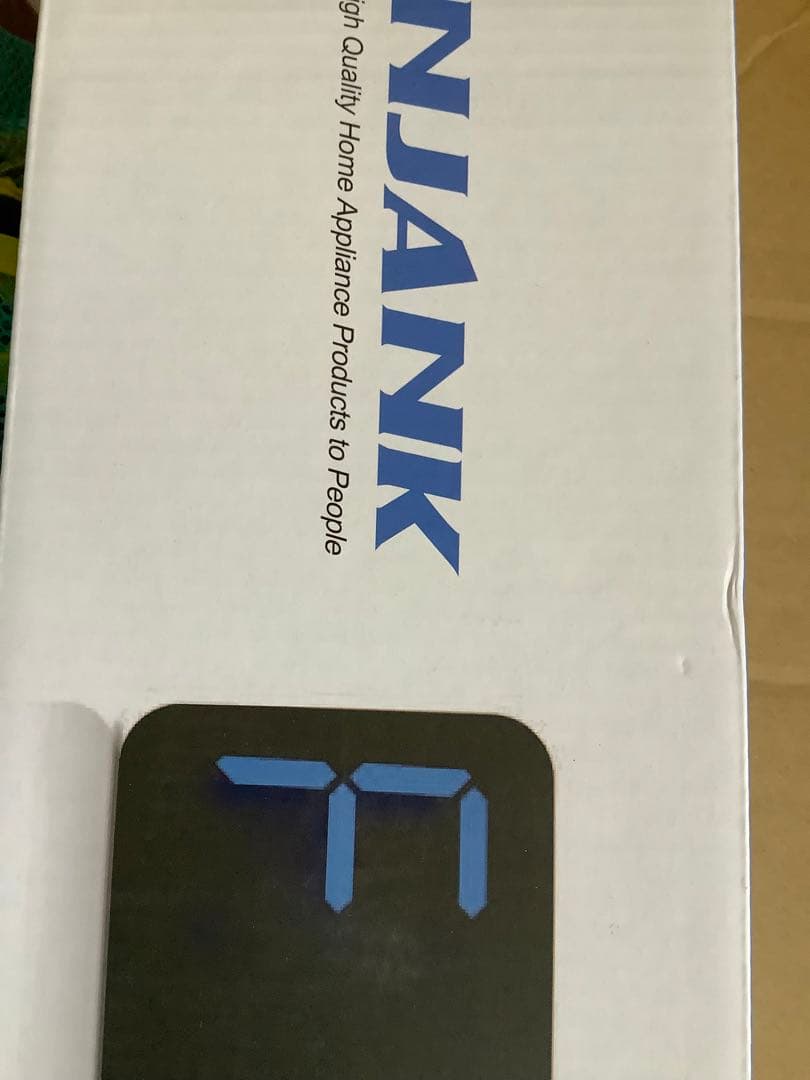 NJANK
igh Quality Home Appliance Products to People
F